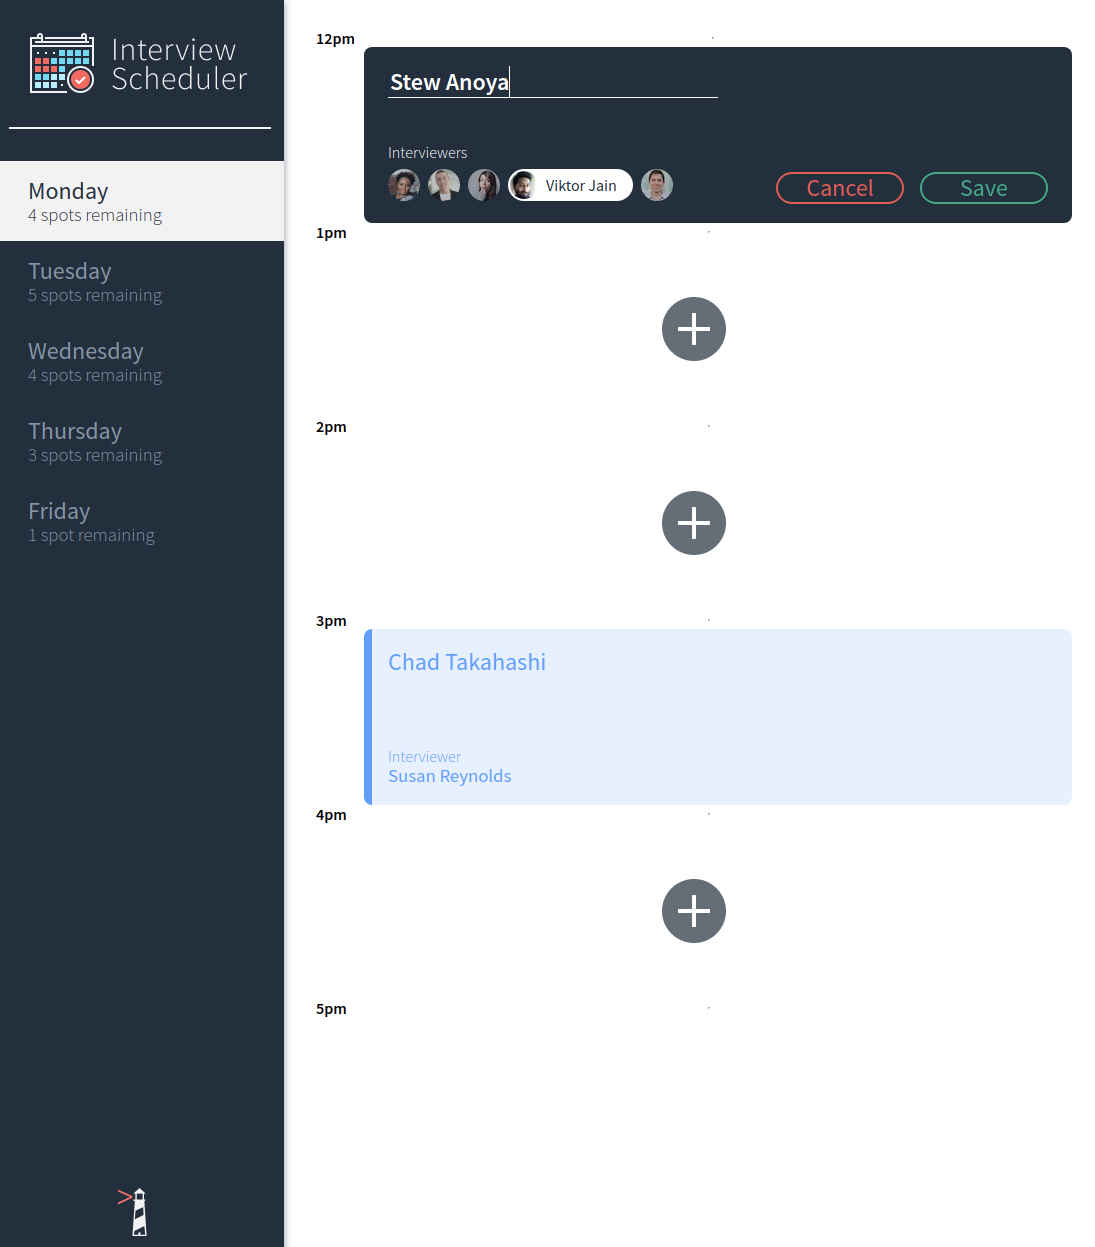 Interview
Scheduler
Monday
4 spots remaining
Tuesday
5 spots remaining
Wednesday
4 spots remaining
Thursday
3 spots remaining
Friday
1 spot remaining
12pm
Stew Anoya
Interviewers
Viktor Jain
Cancel
Save
1pm
2pm
3pm
Chad Takahashi
Interviewer
Susan Reynolds
4pm
5pm